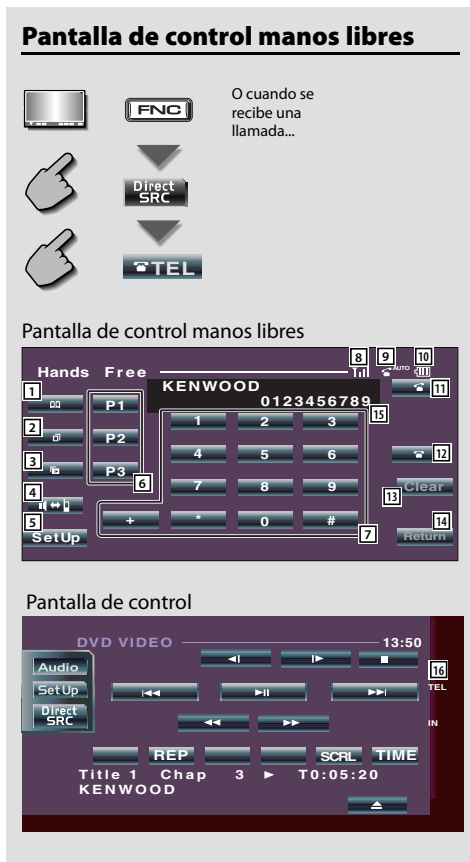 Pantalla de control manos libres
FNC
O cuando se
recibe una
llamada...
Direct
SRC
TEL
Pantalla de control manos libres
8 9 10
Hands Free AUTO
KENWOOD
0123456789
1 P1 11
1 2 3 15
2 P2
4 5 6 12
3 P3 6
7 8 9 13 Clear
4
+ * 0 # 7
5 SetUp 14 Return
Pantalla de control
DVD VIDEO 13:50
Audio 16
SetUp TEL
Direct
SRC
IN
REP SCRL TIME
Title 1 Chap 3 ► T0:05:20
KENWOOD